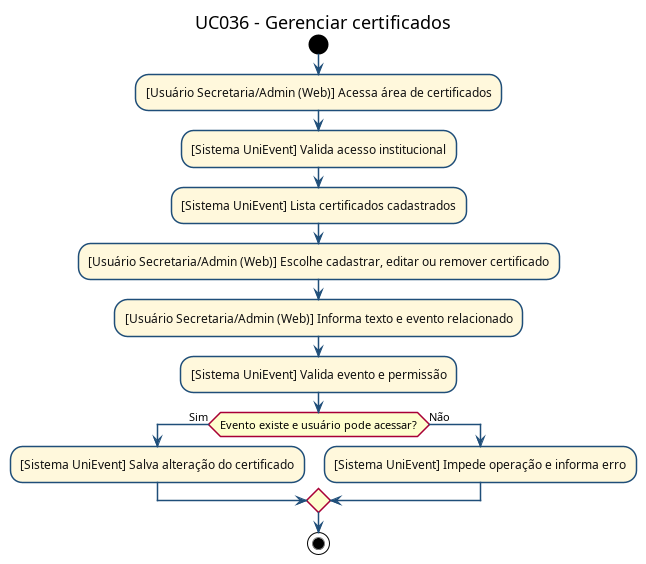 UC036 - Gerenciar certificados
[Usuário Secretaria/Admin (Web)] Acessa área de certificados
[Sistema UniEvent] Valida acesso institucional
[Sistema UniEvent] Lista certificados cadastrados
[Usuário Secretaria/Admin (Web)] Escolhe cadastrar, editar ou remover certificado
[Usuário Secretaria/Admin (Web)] Informa texto e evento relacionado
[Sistema UniEvent] Valida evento e permissão
Sim
Evento existe e usuário pode acessar?
Não
[Sistema UniEvent] Salva alteração do certificado
[Sistema UniEvent] Impede operação e informa erro